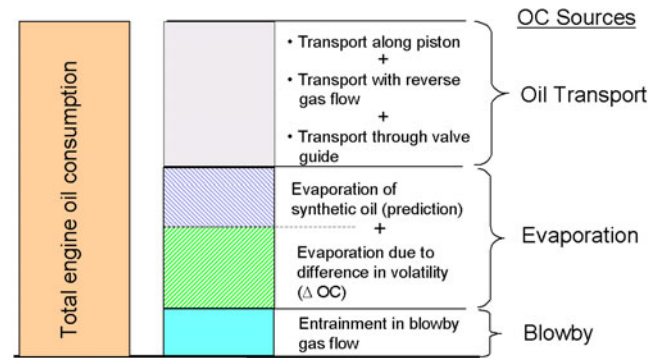 OC Sources
Total engine oil consumption
• Transport along piston
+
• Transport with reverse
gas flow
+
• Transport through valve
guide
Oil Transport
Evaporation of
synthetic oil (prediction)
+
Evaporation due to
difference in volatility
(Δ OC)
Evaporation
Entrainment in blowby
gas flow
Blowby